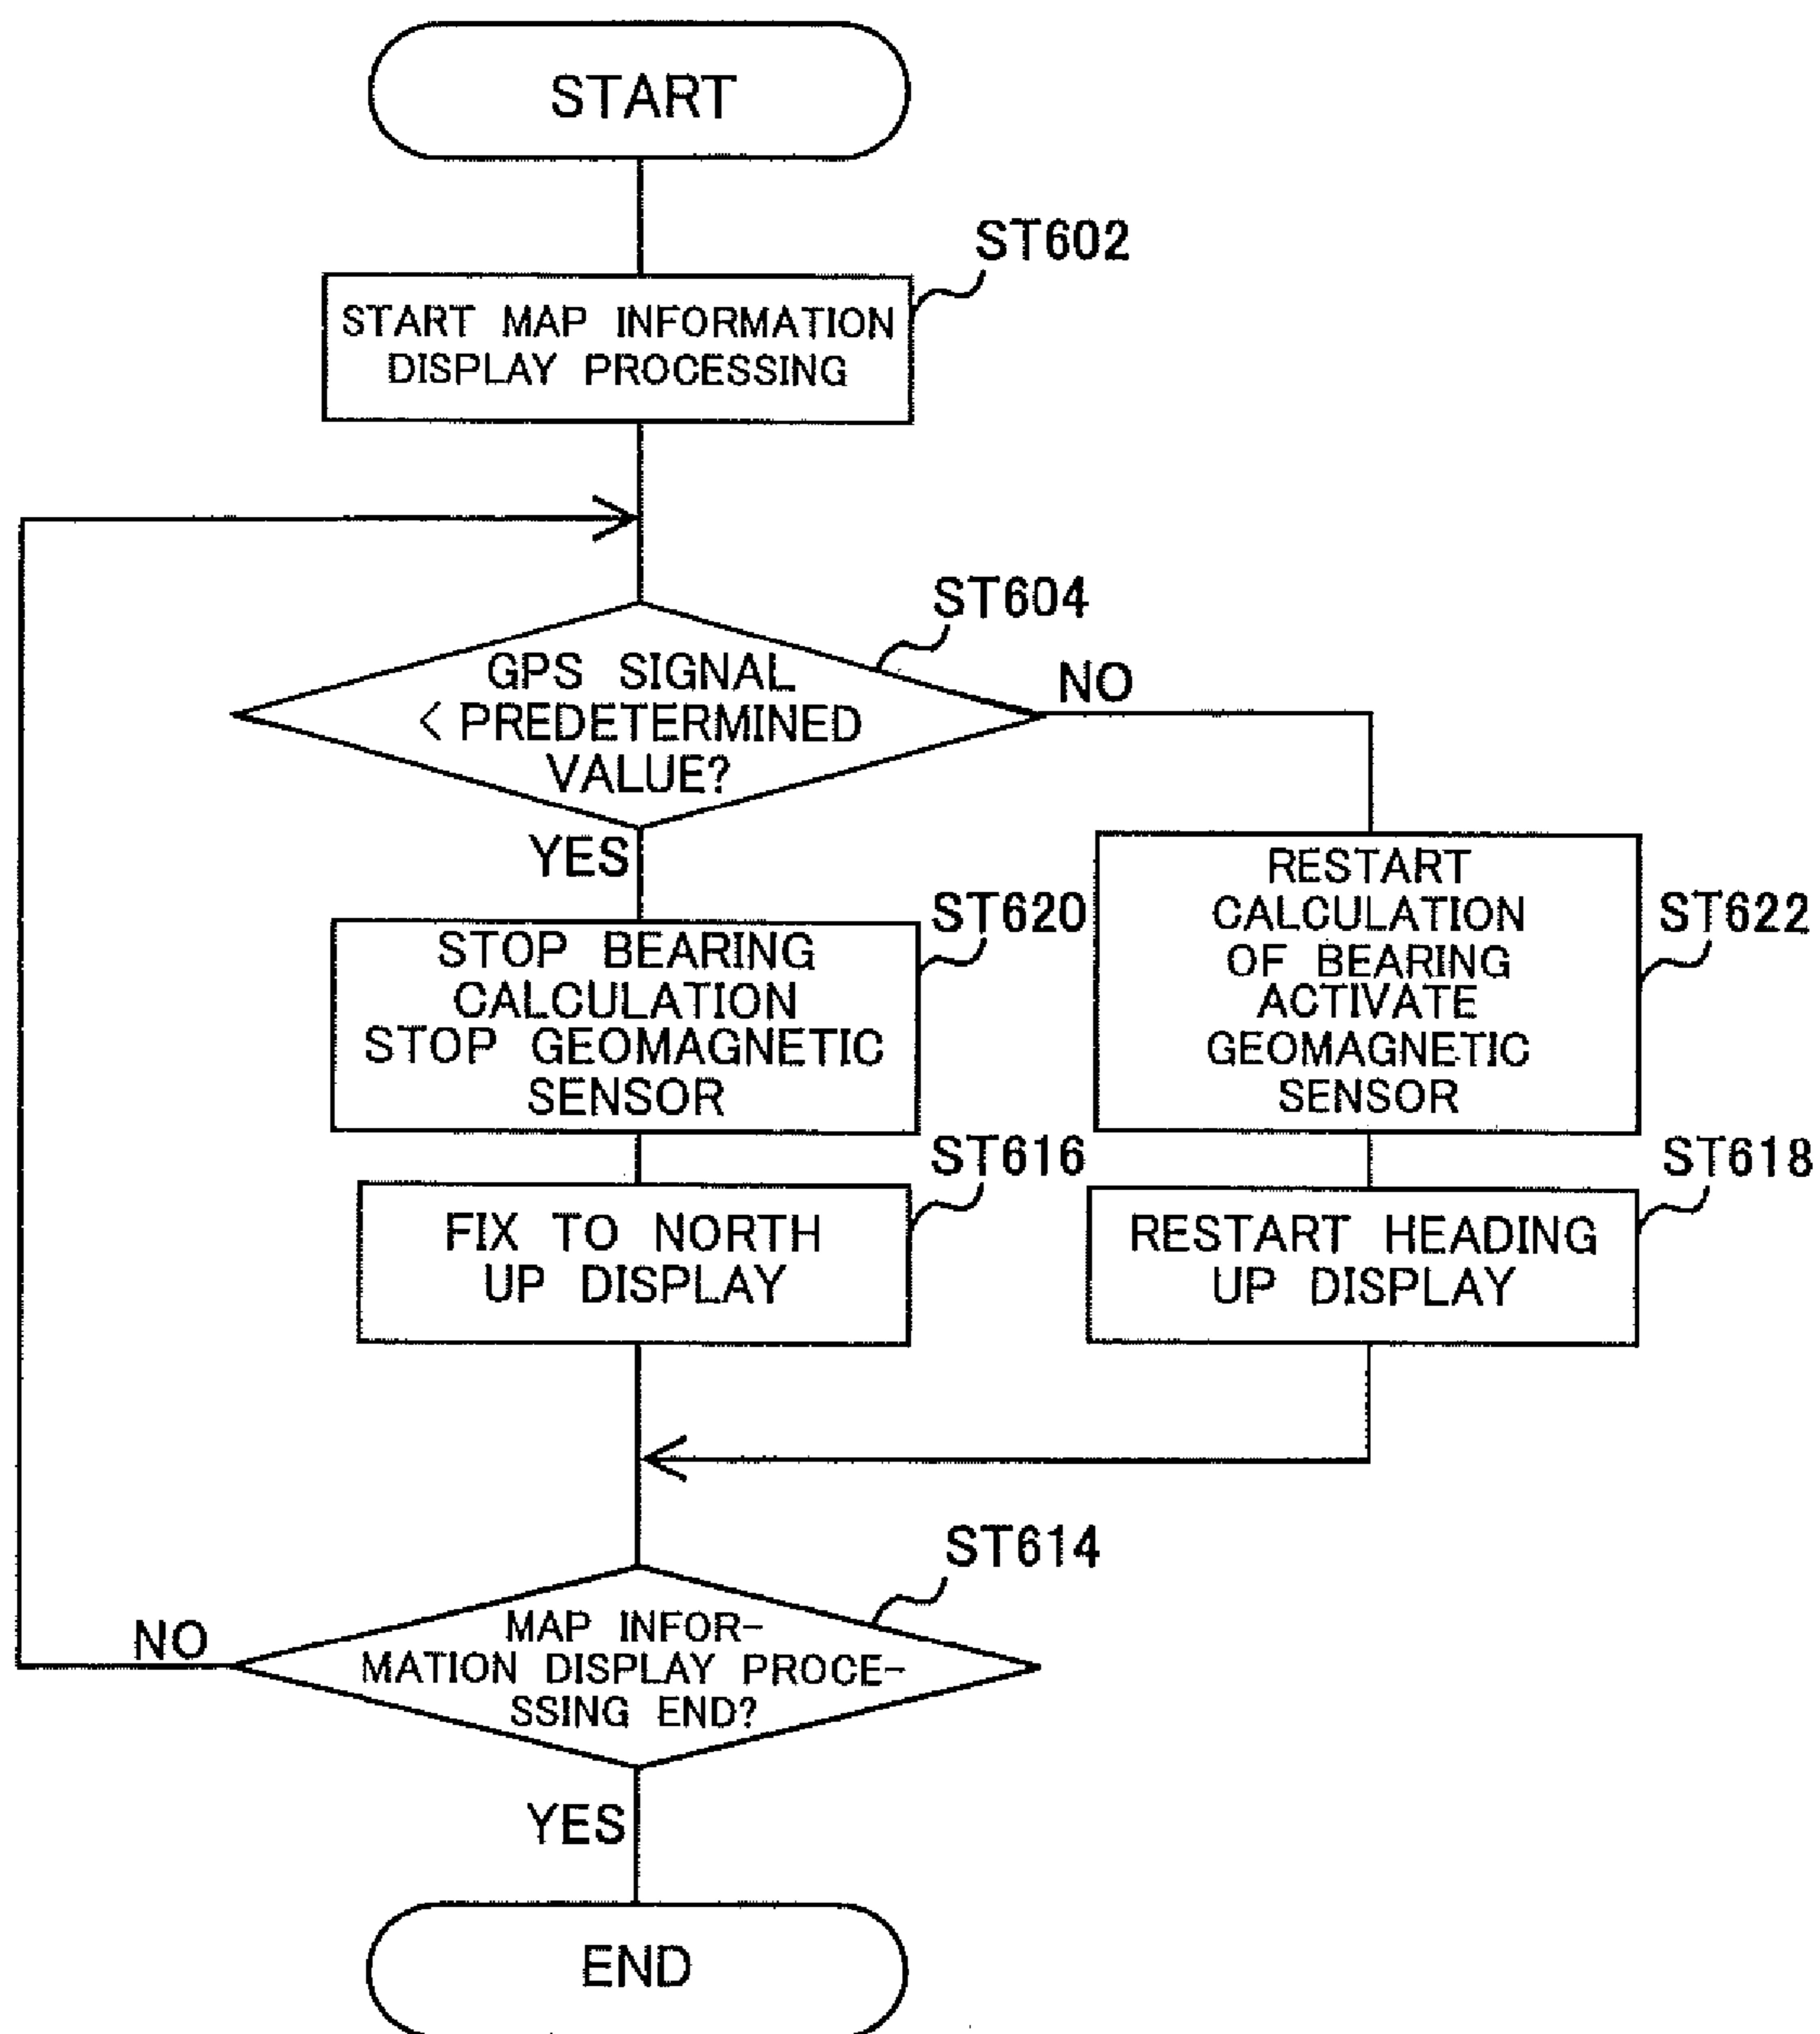 START
ST602
START MAP INFORMATION
DISPLAY PROCESSING
ST604
GPS SIGNAL
< PREDETERMINED
VALUE?
NO
YES
ST620
STOP BEARING
CALCULATION
STOP GEOMAGNETIC
SENSOR
ST622
RESTART
CALCULATION
OF BEARING
ACTIVATE
GEOMAGNETIC
SENSOR
ST616
FIX TO NORTH
UP DISPLAY
ST618
RESTART HEADING
UP DISPLAY
ST614
MAP INFOR-
MATION DISPLAY PROCE-
SSING END?
NO
YES
END